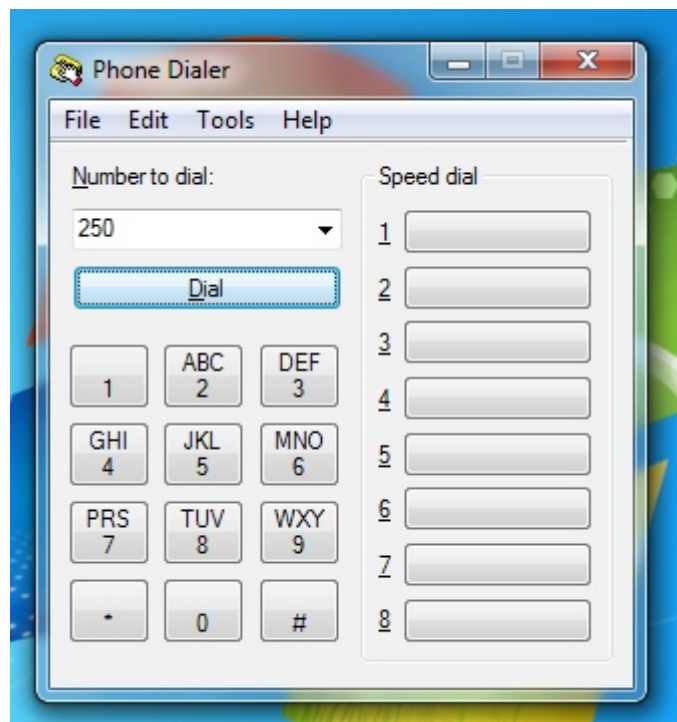 Phone Dialer
File Edit Tools Help
Number to dial:
250
Dial
1
ABC
2
DEF
3
GHI
4
JKL
5
MNO
6
PRS
7
TUV
8
WXY
9
*
0
#
Speed dial
1
2
3
4
5
6
7
8